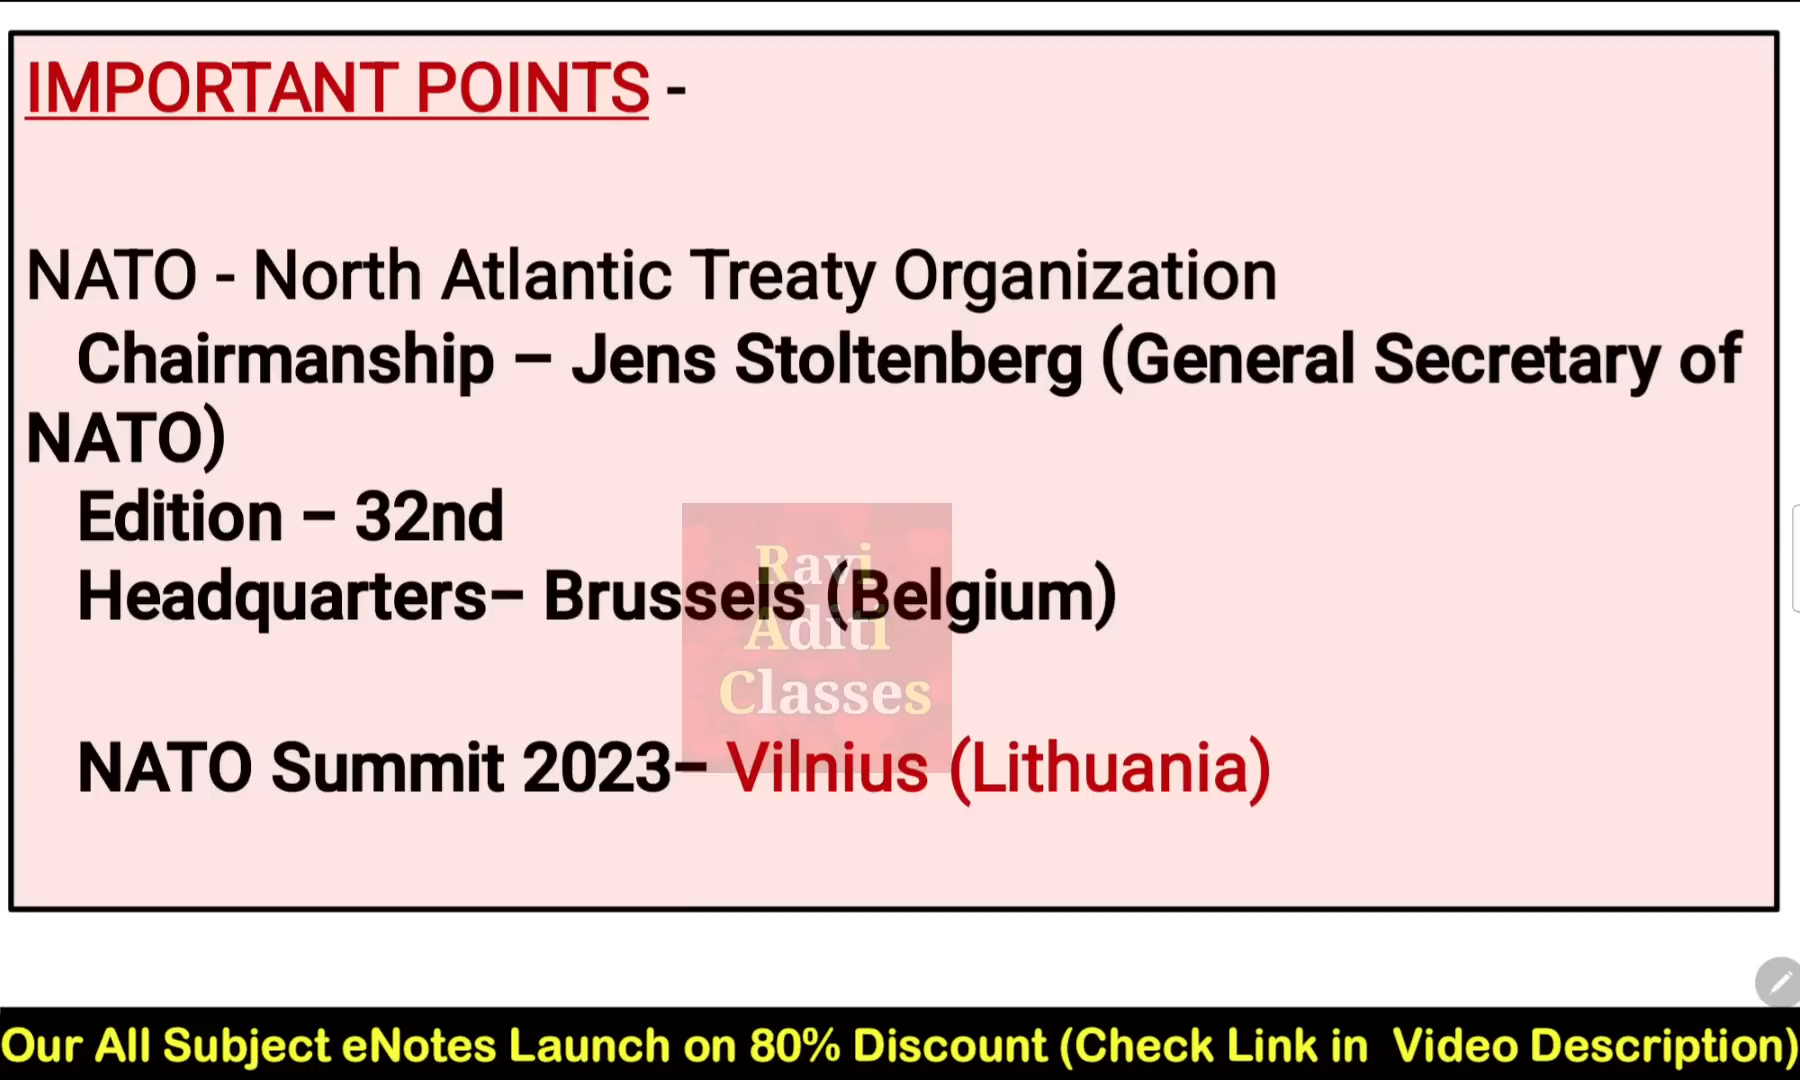 IMPORTANT POINTS -
NATO - North Atlantic Treaty Organization
Chairmanship – Jens Stoltenberg (General Secretary of
NATO)
Edition – 32nd
Headquarters– Brussels (Belgium)
Ravi
Aditi
Classes
NATO Summit 2023– Vilnius (Lithuania)
Our All Subject eNotes Launch on 80% Discount (Check Link in Video Description)